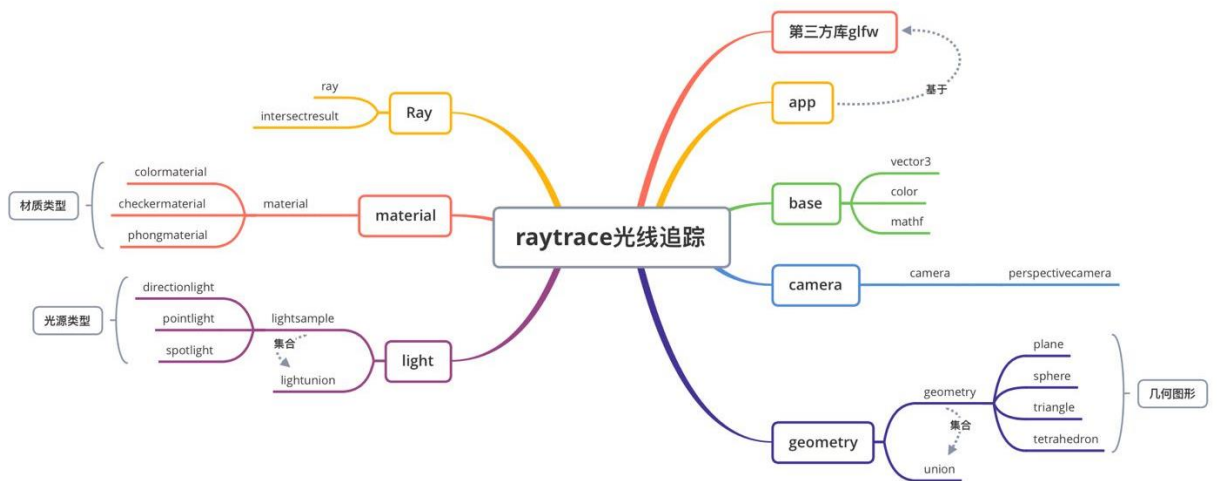 第三方库glfw
基于
app
ray
intersectresult
Ray
材质类型
colormaterial
checkermaterial
phongmaterial
material
material
raytrace光线追踪
base
vector3
color
mathf
camera
camera
perspectivecamera
光源类型
directionlight
pointlight
spotlight
lightsample
集合
lightunion
light
geometry
geometry
集合
union
plane
sphere
triangle
tetrahedron
几何图形